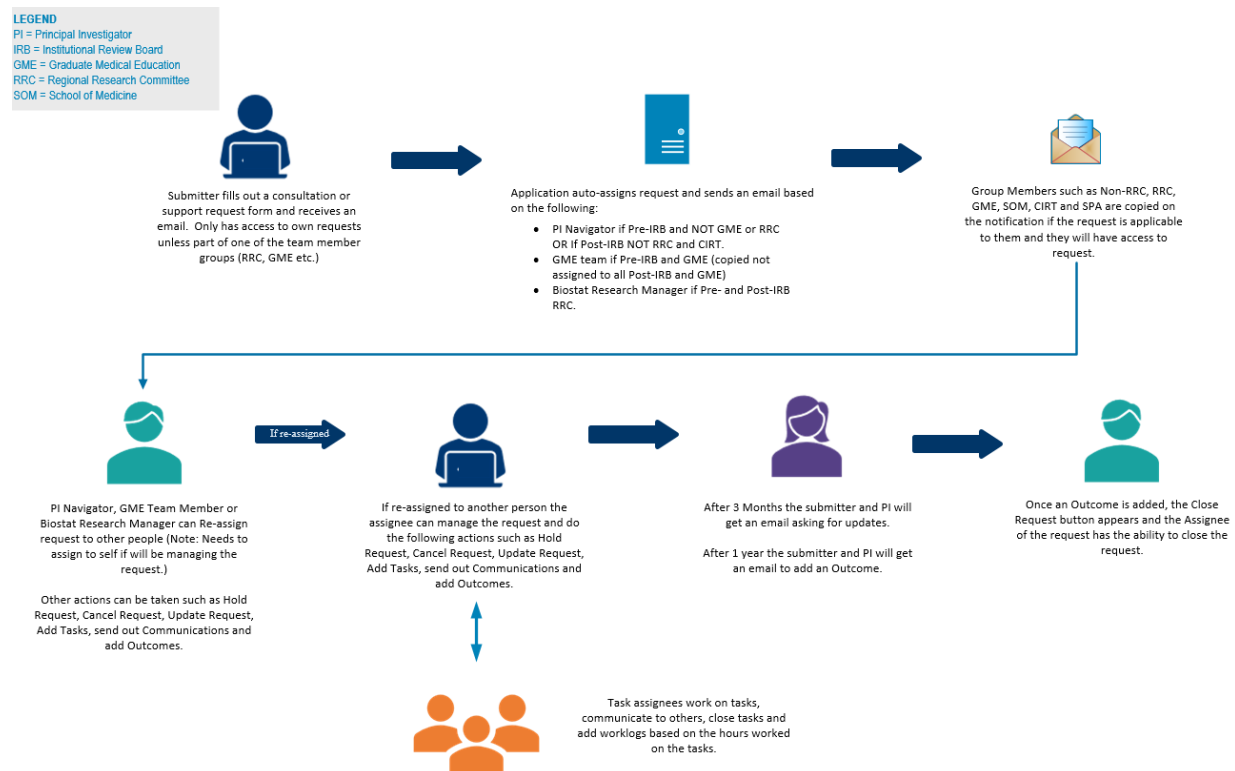 LEGEND
PI = Principal Investigator
IRB = Institutional Review Board
GME = Graduate Medical Education
RRC = Regional Research Committee
SOM = School of Medicine
Submitter fills out a consultation or
support request form and receives an
email.  Only has access to own requests
unless part of one of the team member
groups (RRC, GME etc.)
Application auto-assigns request and sends an email based
on the following:
• PI Navigator if Pre-IRB and NOT GME or RRC
OR If Post-IRB NOT RRC and CIRT.
• GME team if Pre-IRB and GME (copied not
assigned to all Post-IRB and GME)
• Biostat Research Manager if Pre- and Post-IRB
RRC.
Group Members such as Non-RRC, RRC,
GME, SOM, CIRT and SPA are copied on
the notification if the request is applicable
to them and they will have access to
request.
PI Navigator, GME Team Member or
Biostat Research Manager can Re-assign
request to other people (Note: Needs to
assign to self if will be managing the
request.)
Other actions can be taken such as Hold
Request, Cancel Request, Update Request,
Add Tasks, send out Communications and
add Outcomes.
If re-assigned
If re-assigned to another person the
assignee can manage the request and do
the following actions such as Hold
Request, Cancel Request, Update Request,
Add Tasks, send out Communications and
add Outcomes.
After 3 Months the submitter and PI will
get an email asking for updates.
After 1 year the submitter and PI will get
an email to add an Outcome.
Once an Outcome is added, the Close
Request button appears and the Assignee
of the request has the ability to close the
request.
Task assignees work on tasks,
communicate to others, close tasks and
add worklogs based on the hours worked
on the tasks.